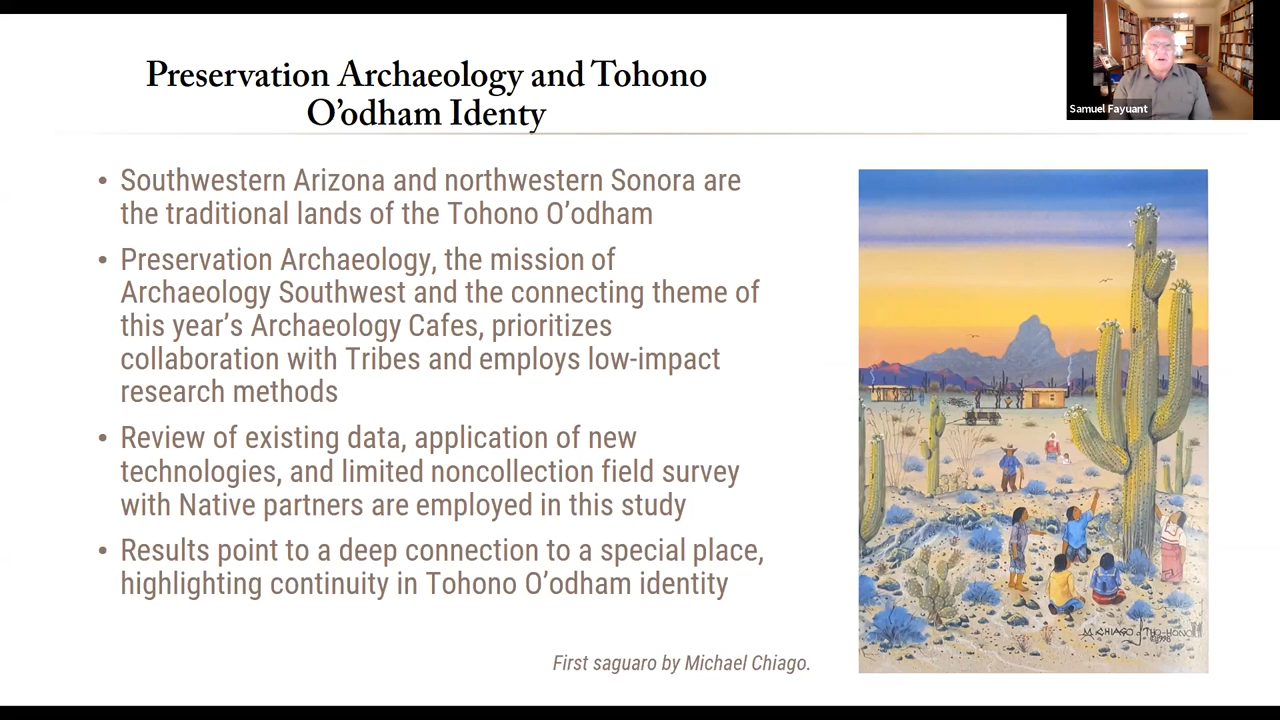 Preservation Archaeology and Tohono
O’odham Identy
Samuel Fayuant
• Southwestern Arizona and northwestern Sonora are
the traditional lands of the Tohono O’odham
• Preservation Archaeology, the mission of
Archaeology Southwest and the connecting theme of
this year’s Archaeology Cafes, prioritizes
collaboration with Tribes and employs low-impact
research methods
• Review of existing data, application of new
technologies, and limited noncollection field survey
with Native partners are employed in this study
• Results point to a deep connection to a special place,
highlighting continuity in Tohono O’odham identity
M. CHIAGO
First saguaro by Michael Chiago.